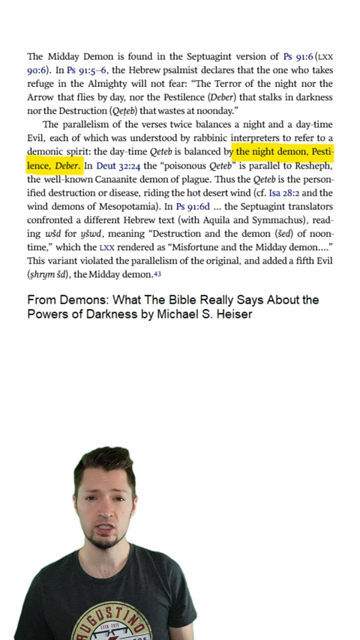 The Midday Demon is found in the Septuagint version of Ps 91:6 (LXX
90:6). In Ps 91:5–6, the Hebrew psalmist declares that the one who takes
refuge in the Almighty will not fear: “The Terror of the night nor the
Arrow that flies by day, nor the Pestilence (Deber) that stalks in darkness
nor the Destruction (Qeṭeb) that wastes at noonday.”
The parallelism of the verses twice balances a night and a day-time
Evil, each of which was understood by rabbinic interpreters to refer to a
demonic spirit: the day-time Qeteb is balanced by the night demon, Pesti-
lence, Deber. In Deut 32:24 the “poisonous Qeteb” is parallel to Resheph,
the well-known Canaanite demon of plague. Thus the Qeteb is the person-
ified destruction or disease, riding the hot desert wind (cf. Isa 28:2 and the
wind demons of Mesopotamia). In Ps 91:6d ... the Septuagint translators
confronted a different Hebrew text (with Aquila and Symmachus), read-
ing wšd for yšwd, meaning “Destruction and the demon (šed) of noon-
time,” which the LXX rendered as “Misfortune and the Midday demon....”
This variant violated the parallelism of the original, and added a fifth Evil
(ṣhrym šd), the Midday demon.43
From Demons: What The Bible Really Says About the
Powers of Darkness by Michael S. Heiser
AUGUSTINO